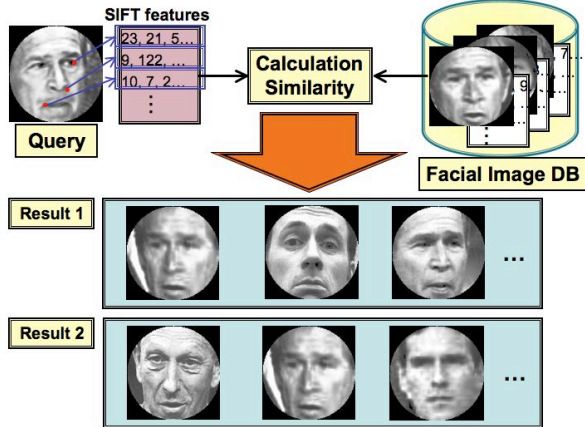 SIFT features
23, 21, 5...
9, 122, ...
10, 7, 2...
Query
Calculation
Similarity
Facial Image DB
Result 1
...
Result 2
...